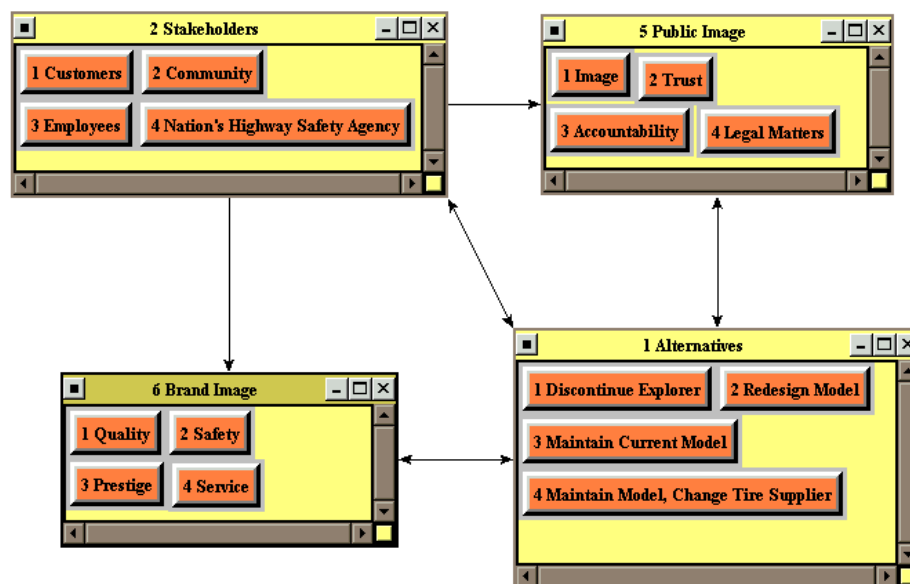 2 Stakeholders
1 Customers
2 Community
3 Employees
4 Nation's Highway Safety Agency
5 Public Image
1 Image
2 Trust
3 Accountability
4 Legal Matters
6 Brand Image
1 Quality
2 Safety
3 Prestige
4 Service
1 Alternatives
1 Discontinue Explorer
2 Redesign Model
3 Maintain Current Model
4 Maintain Model, Change Tire Supplier